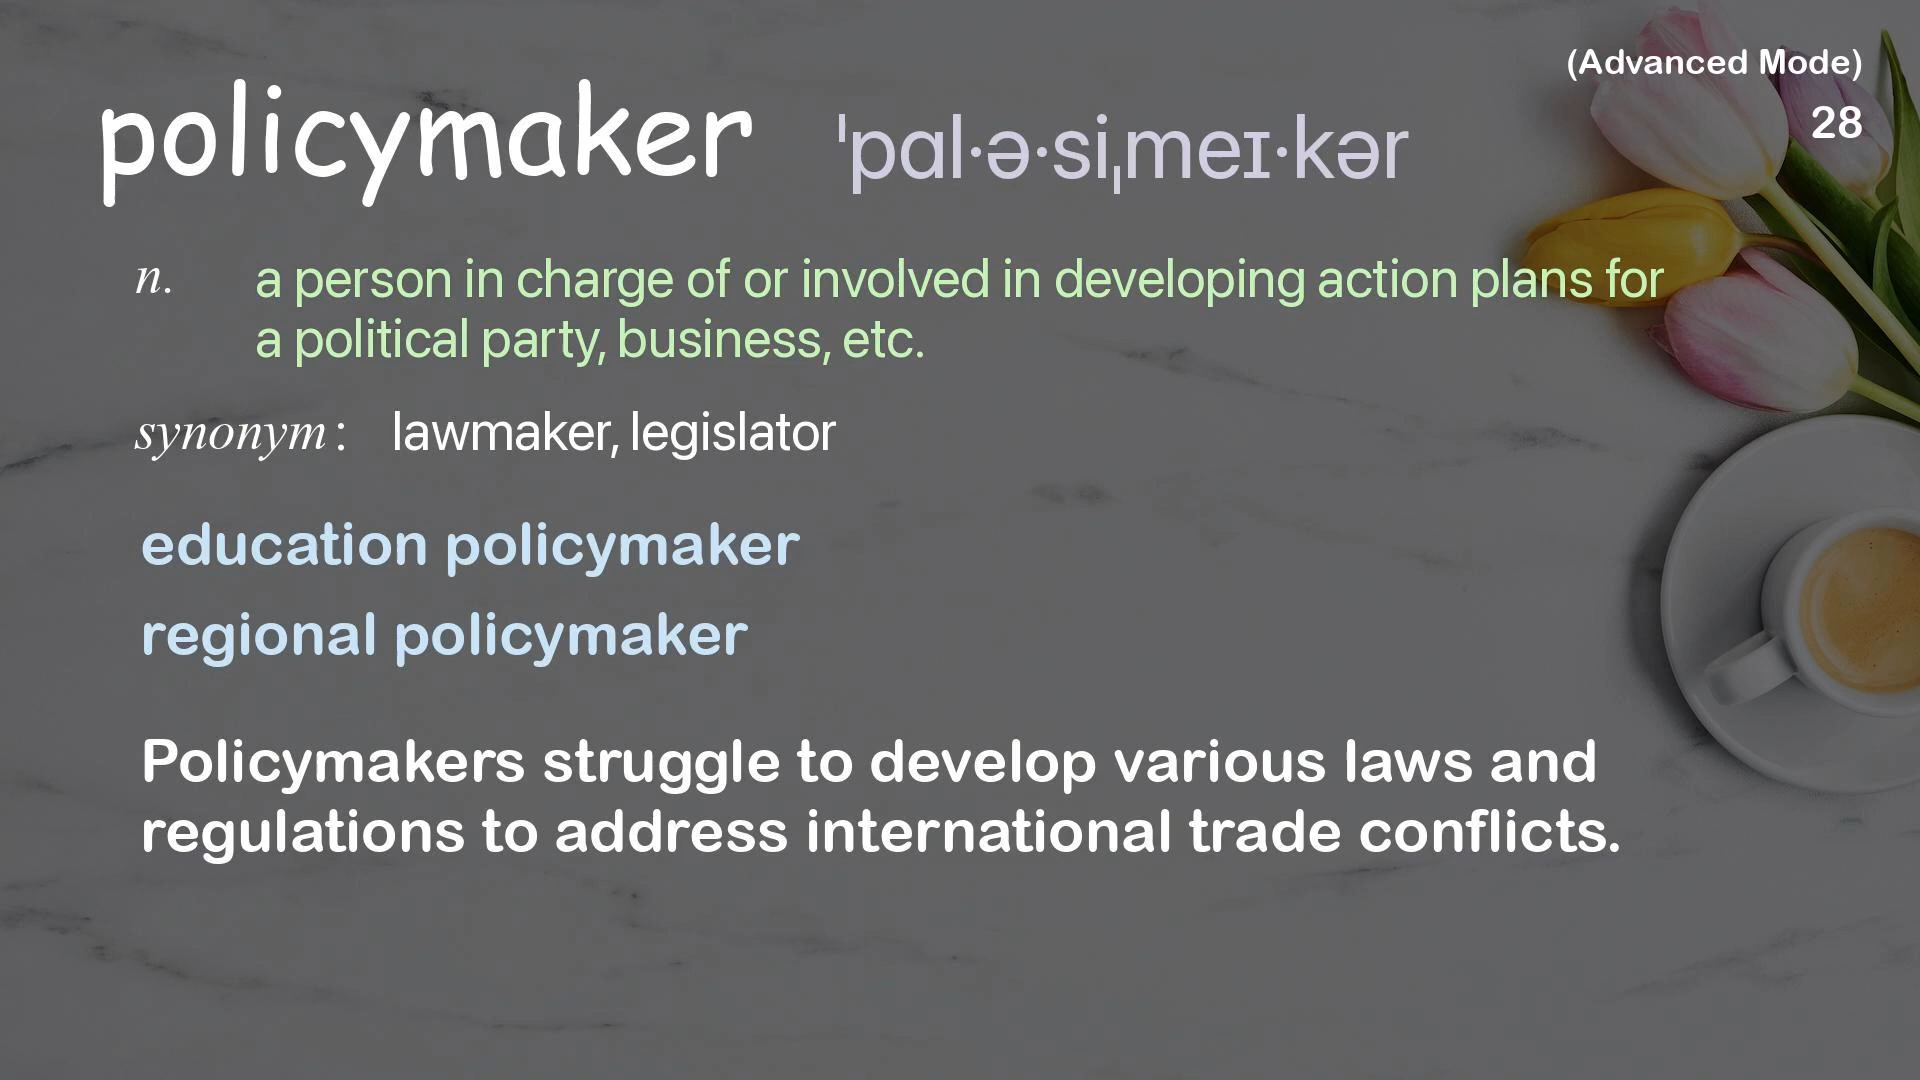 (Advanced Mode)
policymaker ˈpɑl·ə·siˌmeɪ·kər
28
n. a person in charge of or involved in developing action plans for
a political party, business, etc.
synonym: lawmaker, legislator
education policymaker
regional policymaker
Policymakers struggle to develop various laws and
regulations to address international trade conflicts.